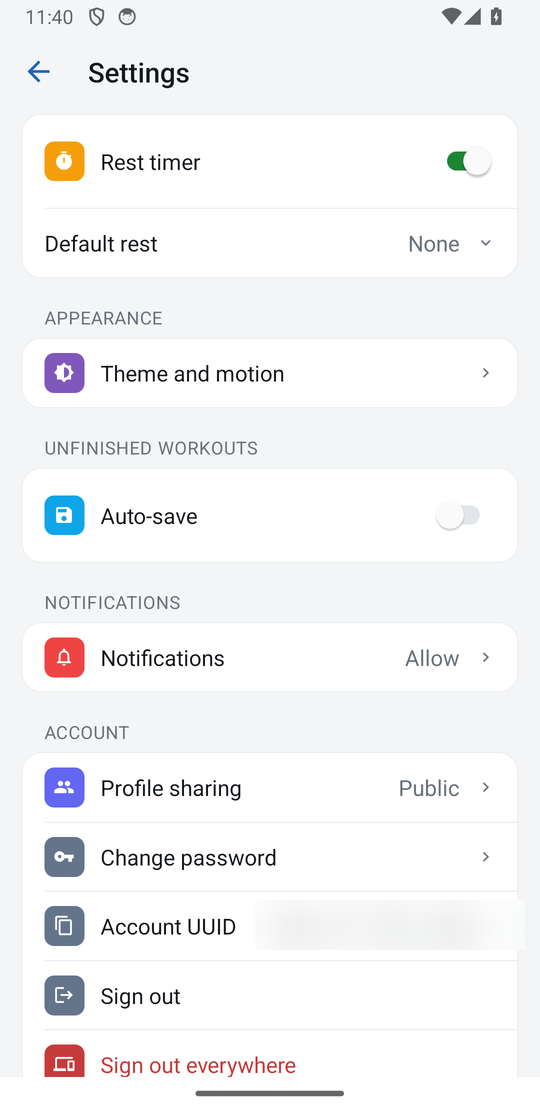 11:40
Settings
Rest timer
Default rest None
APPEARANCE
Theme and motion
UNFINISHED WORKOUTS
Auto-save
NOTIFICATIONS
Notifications Allow
ACCOUNT
Profile sharing Public
Change password
Account UUID
Sign out
Sign out everywhere